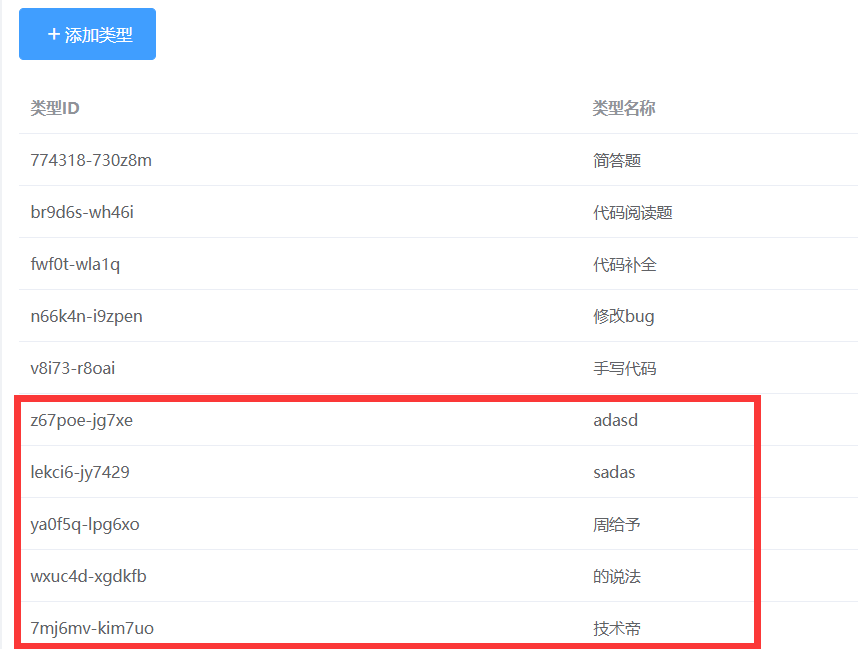 + 添加类型
类型ID 类型名称
774318-730z8m 简答题
br9d6s-wh46i 代码阅读题
fwf0t-wla1q 代码补全
n66k4n-i9zpen 修改bug
v8i73-r8oai 手写代码
z67poe-jg7xe adasd
lekci6-jy7429 sadas
ya0f5q-lpg6xo 周给予
wxuc4d-xgdkfb 的说法
7mj6mv-kim7uo 技术帝